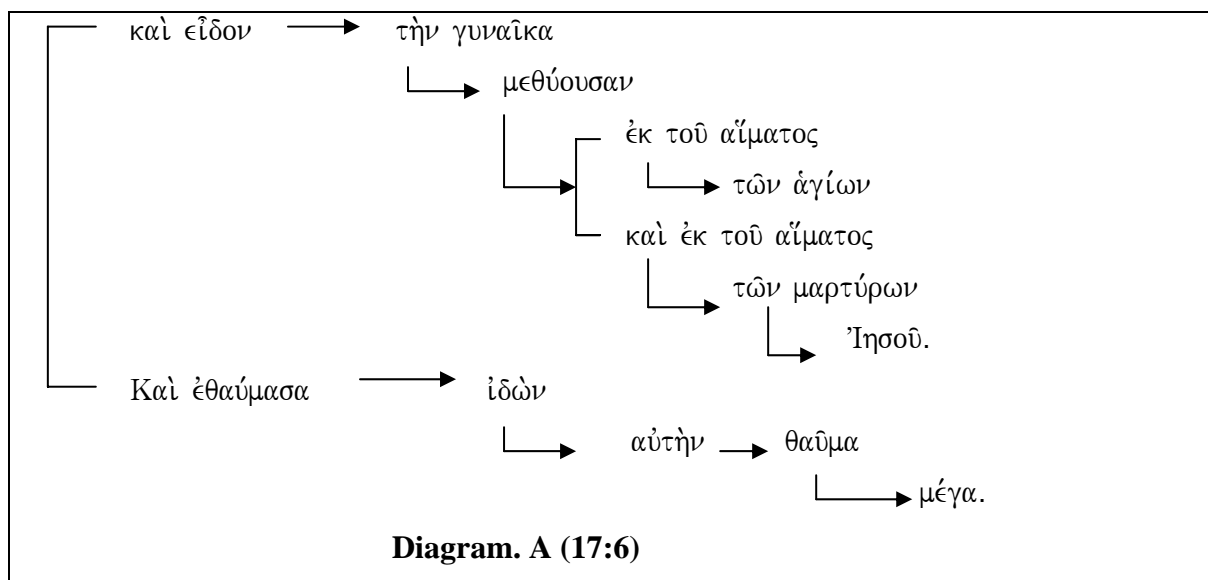 καὶ εἶδον τὴν γυναῖκα
μεθύουσαν
ἐκ τοῦ αἵματος
τῶν ἁγίων
καὶ ἐκ τοῦ αἵματος
τῶν μαρτύρων
Ἰησοῦ.
Καὶ ἐθαύμασα ἰδὼν
αὐτὴν θαῦμα
μέγα.
Diagram. A (17:6)